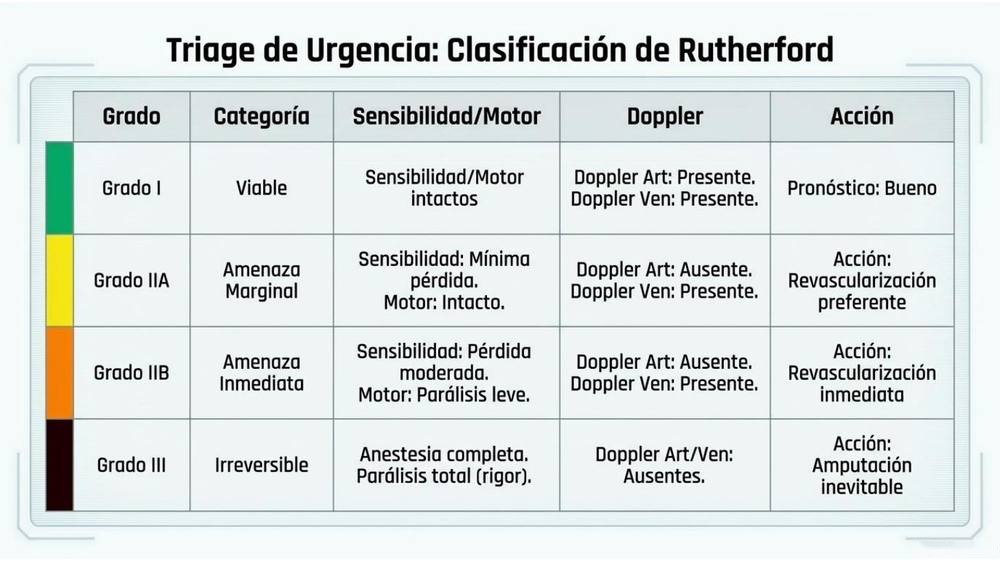 Triage de Urgencia: Clasificación de Rutherford
Grado
Categoría
Sensibilidad/Motor
Doppler
Acción
Grado I
Viable
Sensibilidad/Motor
intactos
Doppler Art: Presente.
Doppler Ven: Presente.
Pronóstico: Bueno
Grado IIA
Amenaza
Marginal
Sensibilidad: Mínima
pérdida.
Motor: Intacto.
Doppler Art: Ausente.
Doppler Ven: Presente.
Acción:
Revascularización
preferente
Grado IIB
Amenaza
Inmediata
Sensibilidad: Pérdida
moderada.
Motor: Parálisis leve.
Doppler Art: Ausente.
Doppler Ven: Presente.
Acción:
Revascularización
inmediata
Grado III
Irreversible
Anestesia completa.
Parálisis total (rigor).
Doppler Art/Ven:
Ausentes.
Acción:
Amputación
inevitable